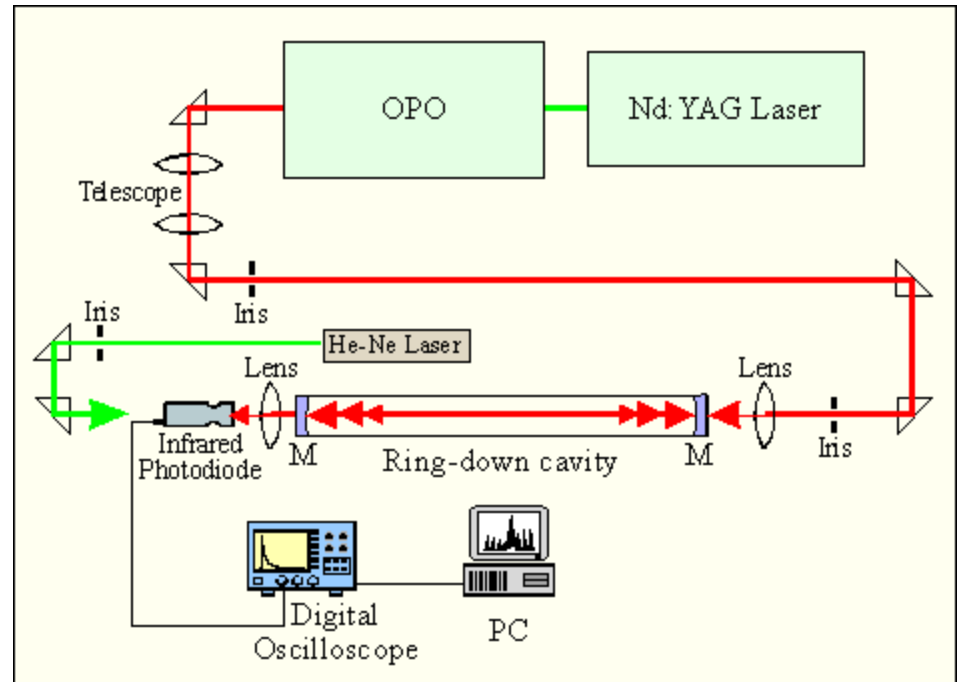 OPO
Nd: YAG Laser
Telescope
Iris
Iris
He-Ne Laser
Lens
Lens
Infrared
Photodiode
M
Ring-down cavity
M
Iris
Digital
Oscilloscope
PC